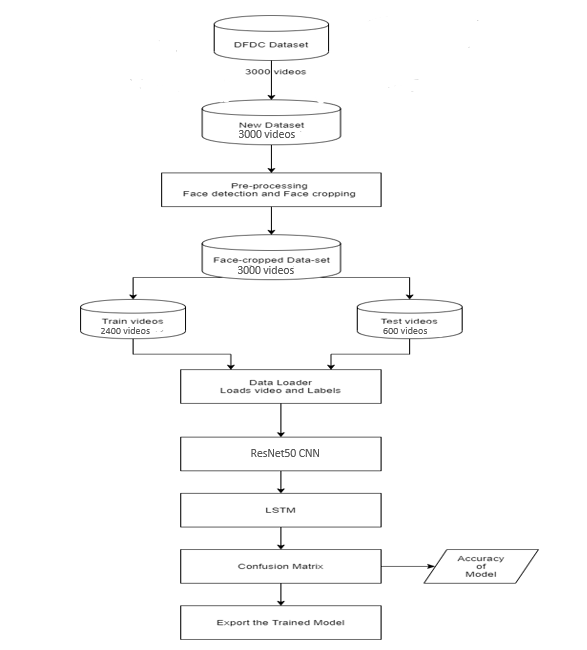 DFDC Dataset
3000 videos
New Dataset
3000 videos
Pre-processing
Face detection and Face cropping
Face-cropped Data-set
3000 videos
Train videos
2400 videos
Test videos
600 videos
Data Loader
Loads video and Labels
ResNet50 CNN
LSTM
Confusion Matrix
Accuracy
of
Model
Export the Trained Model